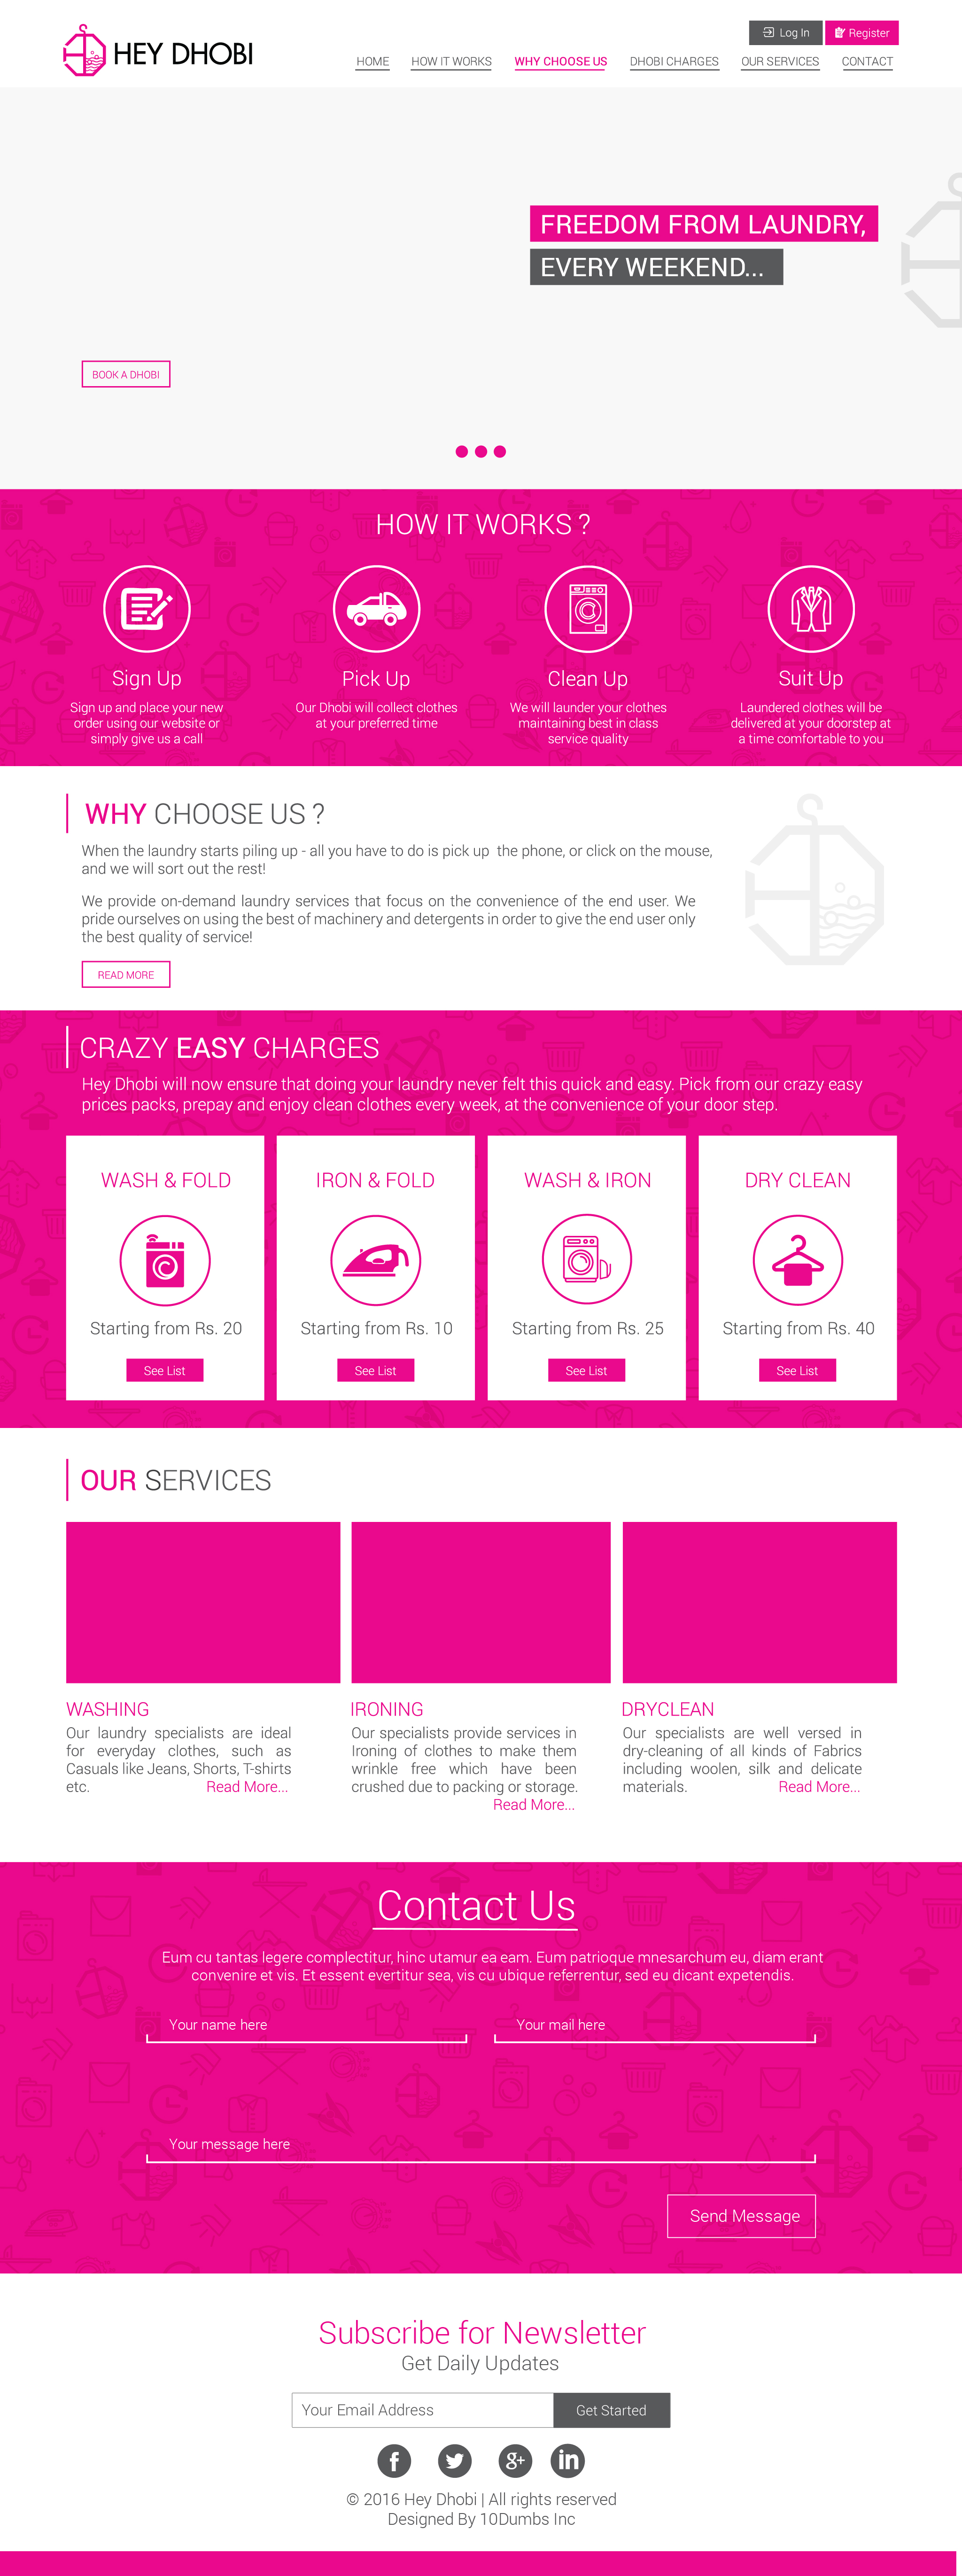 HEY DHOBI
Log In
Register
HOME
HOW IT WORKS
WHY CHOOSE US
DHOBI CHARGES
OUR SERVICES
CONTACT
FREEDOM FROM LAUNDRY,
EVERY WEEKEND...
BOOK A DHOBI
HOW IT WORKS ?
Sign Up
Sign up and place your new
order using our website or
simply give us a call
Pick Up
Our Dhobi will collect clothes
at your preferred time
Clean Up
We will launder your clothes
maintaining best in class
service quality
Suit Up
Laundered clothes will be
delivered at your doorstep at
a time comfortable to you
WHY CHOOSE US ?
When the laundry starts piling up - all you have to do is pick up the phone, or click on the mouse,
and we will sort out the rest!
We provide on-demand laundry services that focus on the convenience of the end user. We
pride ourselves on using the best of machinery and detergents in order to give the end user only
the best quality of service!
READ MORE
CRAZY EASY CHARGES
Hey Dhobi will now ensure that doing your laundry never felt this quick and easy. Pick from our crazy easy
prices packs, prepay and enjoy clean clothes every week, at the convenience of your door step.
WASH & FOLD
Starting from Rs. 20
See List
IRON & FOLD
Starting from Rs. 10
See List
WASH & IRON
Starting from Rs. 25
See List
DRY CLEAN
Starting from Rs. 40
See List
OUR SERVICES
WASHING
Our laundry specialists are ideal
for everyday clothes, such as
Casuals like Jeans, Shorts, T-shirts
etc. Read More...
IRONING
Our specialists provide services in
Ironing of clothes to make them
wrinkle free which have been
crushed due to packing or storage.
Read More...
DRYCLEAN
Our specialists are well versed in
dry-cleaning of all kinds of Fabrics
including woolen, silk and delicate
materials. Read More...
Contact Us
Eum cu tantas legere complectitur, hinc utamur ea eam. Eum patrioque mnesarchum eu, diam erant
convenire et vis. Et essent evertitur sea, vis cu ubique referrentur, sed eu dicant expetendis.
Your name here
Your mail here
Your message here
Send Message
Subscribe for Newsletter
Get Daily Updates
Your Email Address
Get Started
f
g+
in
© 2016 Hey Dhobi | All rights reserved
Designed By 10Dumbs Inc